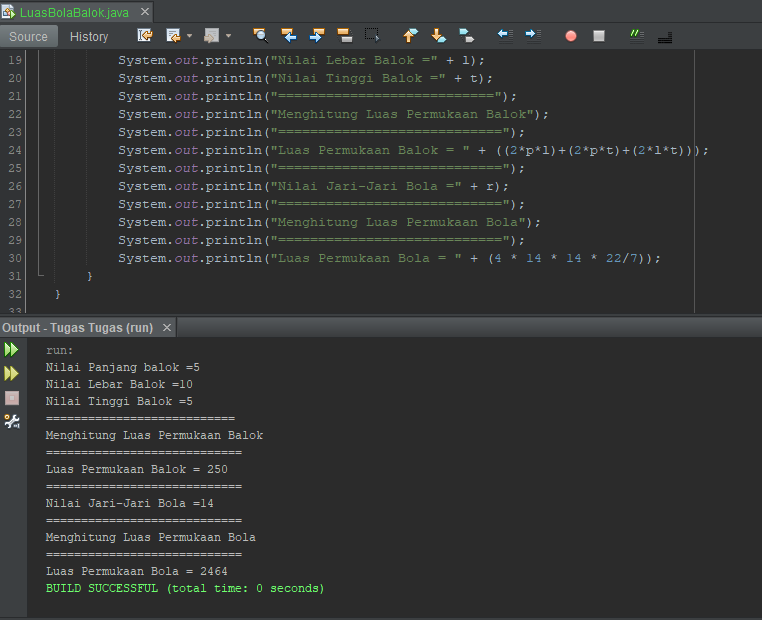 LuasBolaBalok.java
Source History
19 System.out.println("Nilai Lebar Balok =" + l);
20 System.out.println("Nilai Tinggi Balok =" + t);
21 System.out.println("===========================");
22 System.out.println("Menghitung Luas Permukaan Balok");
23 System.out.println("============================");
24 System.out.println("Luas Permukaan Balok = " + ((2*p*l)+(2*p*t)+(2*l*t)));
25 System.out.println("============================");
26 System.out.println("Nilai Jari-Jari Bola =" + r);
27 System.out.println("============================");
28 System.out.println("Menghitung Luas Permukaan Bola");
29 System.out.println("============================");
30 System.out.println("Luas Permukaan Bola = " + (4 * 14 * 14 * 22/7));
31 }
32 }
33
Output - Tugas Tugas (run)
run:
Nilai Panjang balok =5
Nilai Lebar Balok =10
Nilai Tinggi Balok =5
===========================
Menghitung Luas Permukaan Balok
============================
Luas Permukaan Balok = 250
============================
Nilai Jari-Jari Bola =14
============================
Menghitung Luas Permukaan Bola
============================
Luas Permukaan Bola = 2464
BUILD SUCCESSFUL (total time: 0 seconds)